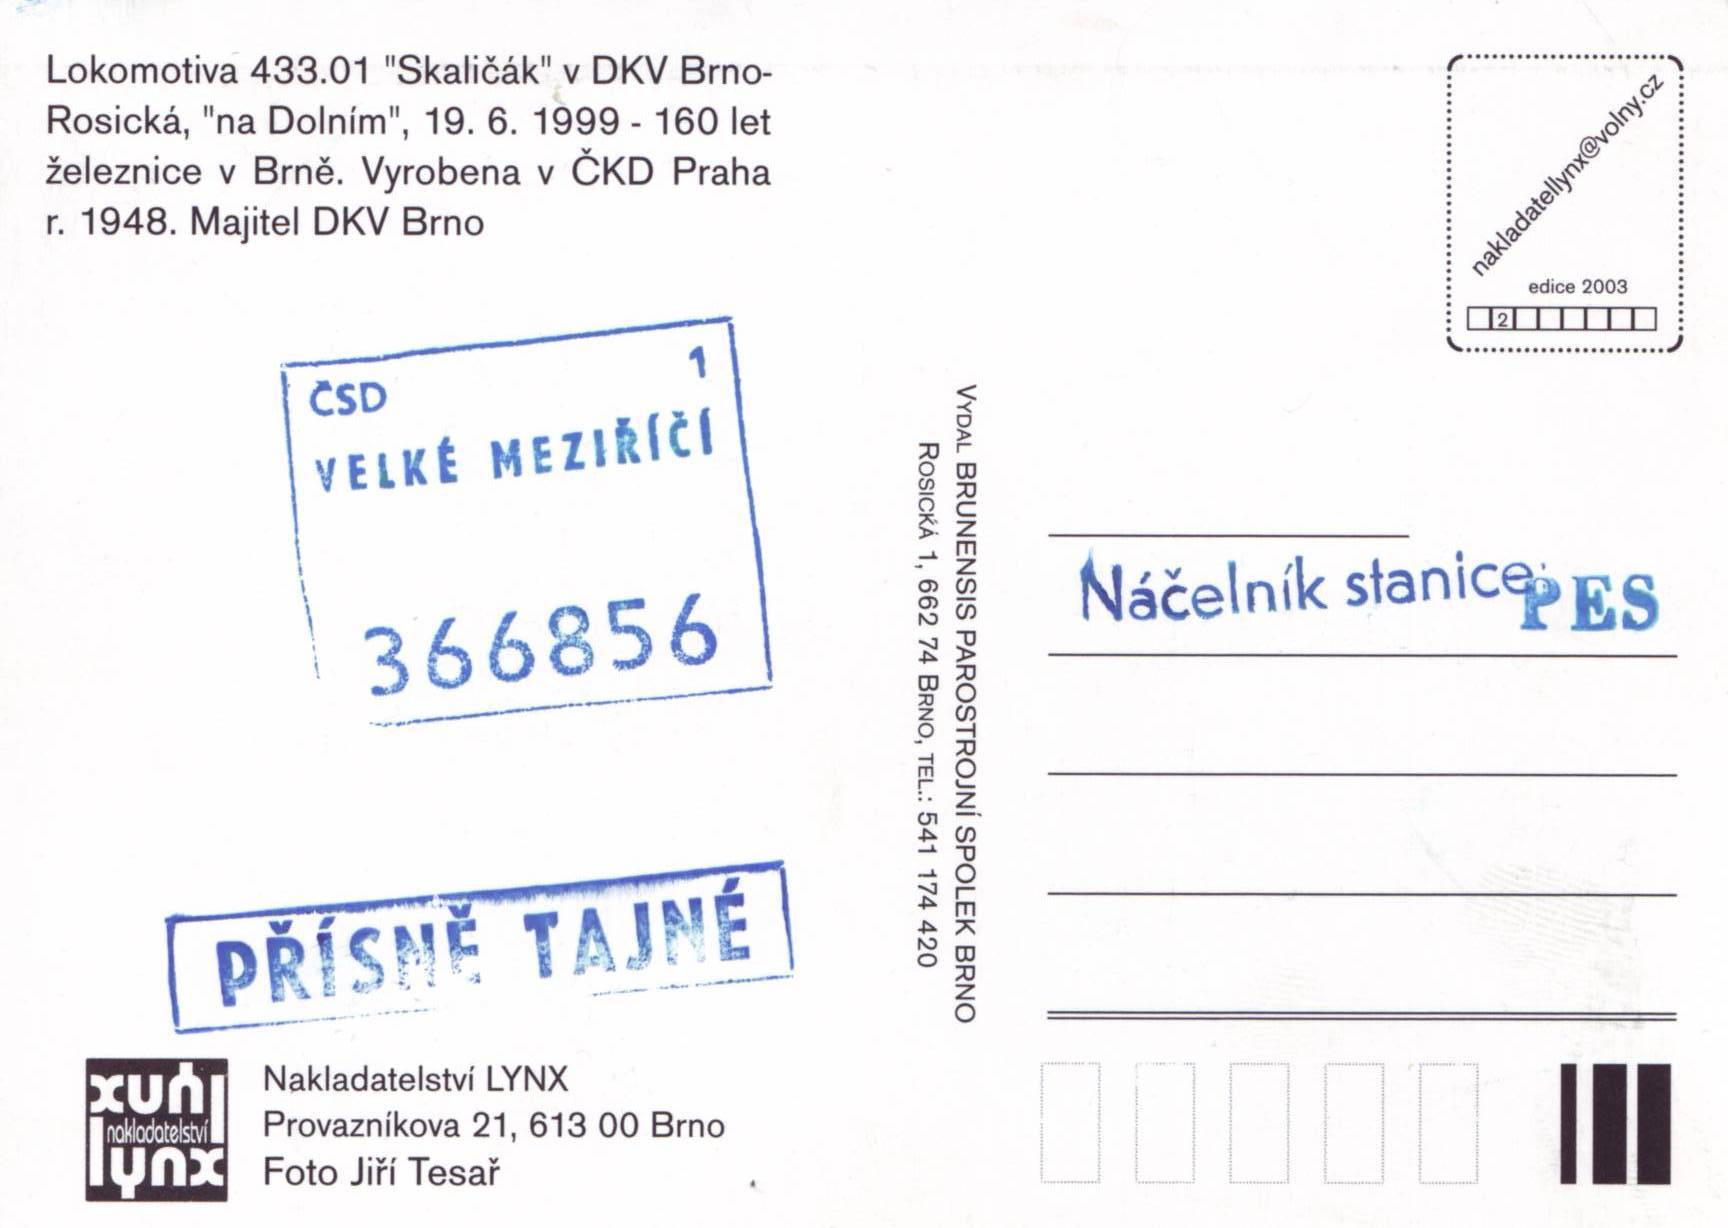 Lokomotiva 433.01 "Skaličák" v DKV Brno-
Rosická, "na Dolním", 19. 6. 1999 - 160 let
železnice v Brně. Vyrobena v ČKD Praha
r. 1948. Majitel DKV Brno
nakladatellynx@volny.cz
edice 2003
2
ČSD 1
VELKÉ MEZIŘÍČÍ
366856
PŘÍSNĚ TAJNÉ
VYDAL BRUNENSIS PAROSTROJNÍ SPOLEK BRNO
ROSICKÁ 1, 662 74 BRNO, TEL.: 541 174 420
Náčelník stanice
PES
nakladatelství
lynx
Nakladatelství LYNX
Provazníkova 21, 613 00 Brno
Foto Jiří Tesař